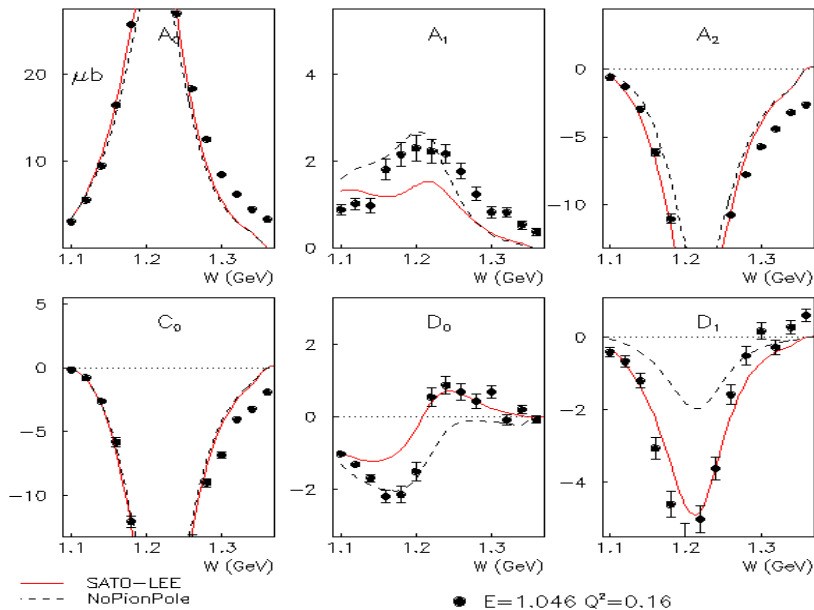 A₀ A₁ A₂
μb
20
10
4
2
0
0
−5
−10
1.1 1.2 1.3
W (GeV)
1.1 1.2 1.3
W (GeV)
1.1 1.2 1.3
W (GeV)
C₀ D₀ D₁
5
0
−5
−10
2
0
−2
0
−2
−4
1.1 1.2 1.3
W (GeV)
1.1 1.2 1.3
W (GeV)
1.1 1.2 1.3
W (GeV)
SATO−LEE
NoPionPole
E=1.046 Q²=0.16